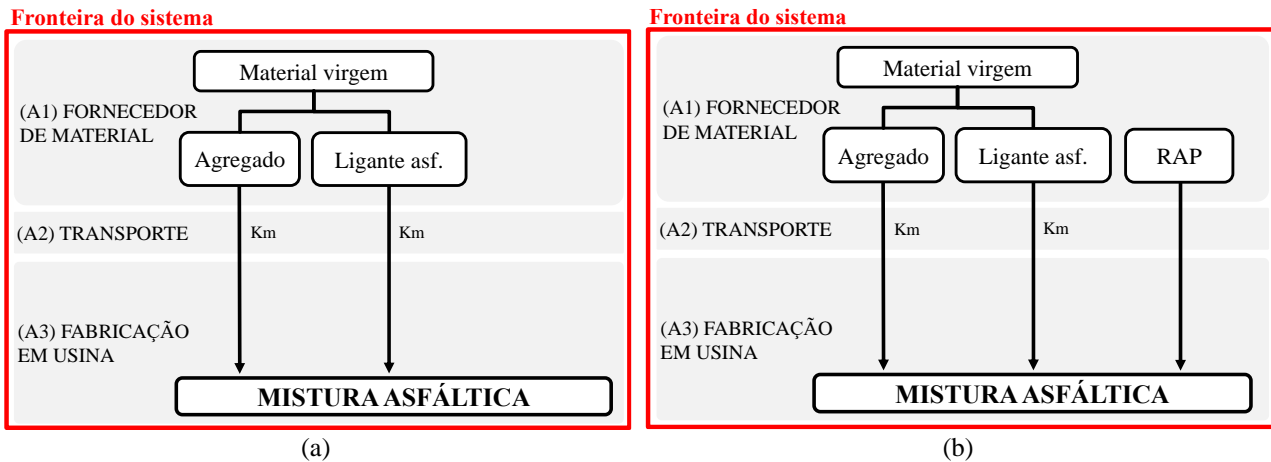 Fronteira do sistema
Material virgem
(A1) FORNECEDOR
DE MATERIAL
Agregado
Ligante asf.
(A2) TRANSPORTE
Km
Km
(A3) FABRICAÇÃO
EM USINA
MISTURA ASFÁLTICA
(a)
Fronteira do sistema
Material virgem
(A1) FORNECEDOR
DE MATERIAL
Agregado
Ligante asf.
RAP
(A2) TRANSPORTE
Km
Km
(A3) FABRICAÇÃO
EM USINA
MISTURA ASFÁLTICA
(b)